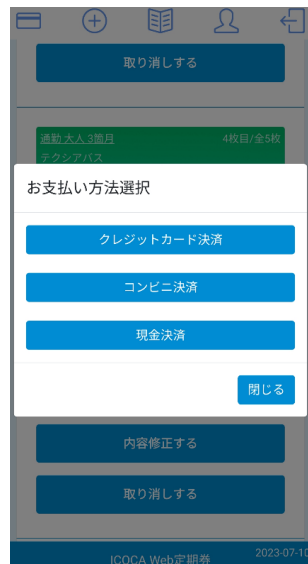 取り消しする
通勤 大人 3箇月 4枚目/全5枚
テクシアバス
お支払い方法選択
クレジットカード決済
コンビニ決済
現金決済
閉じる
内容修正する
取り消しする
ICOCA Web定期券 2023-07-10